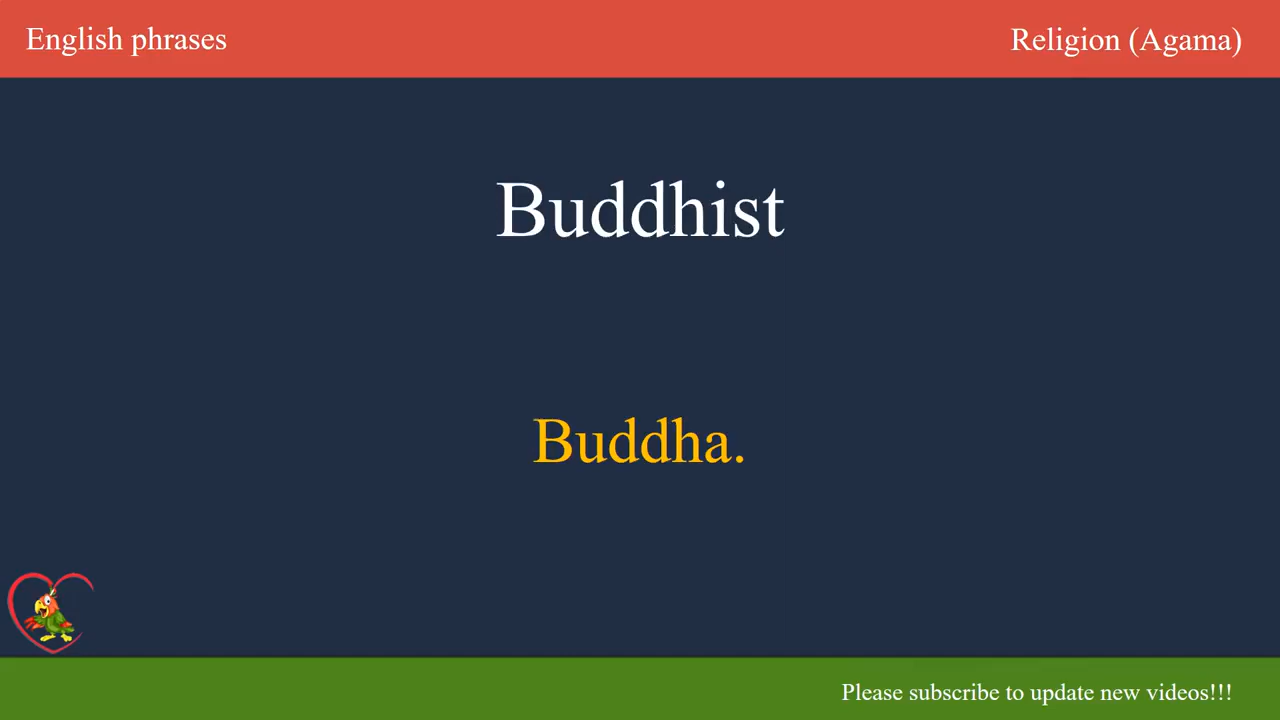 English phrases
Religion (Agama)
Buddhist
Buddha.
Please subscribe to update new videos!!!